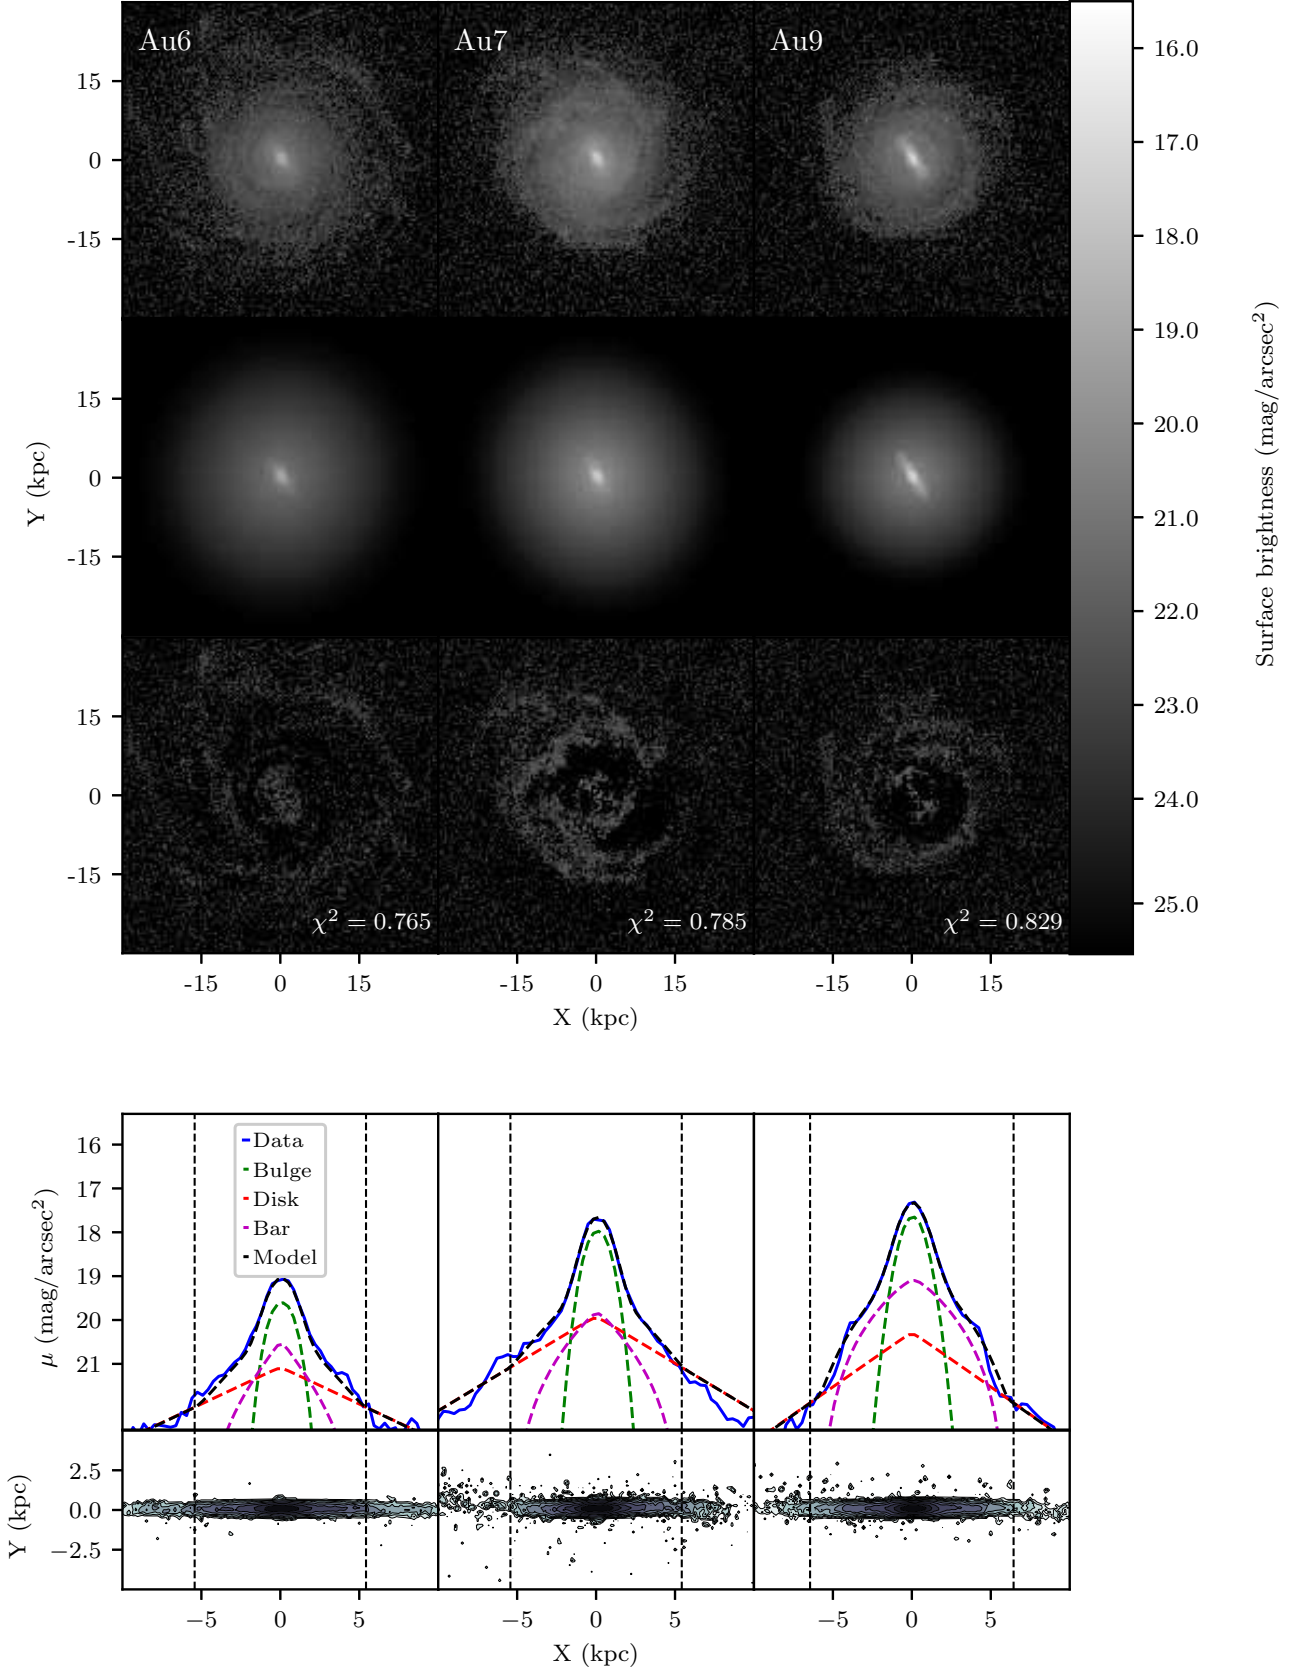 Au6 Au7 Au9
15
0
-15
15
0
-15
15
0
-15
Y (kpc)
χ² = 0.765 χ² = 0.785 χ² = 0.829
-15 0 15 -15 0 15 -15 0 15
X (kpc)
16.0
17.0
18.0
19.0
20.0
21.0
22.0
23.0
24.0
25.0
Surface brightness (mag/arcsec²)
16
17
18
19
20
21
μ (mag/arcsec²)
Data
Bulge
Disk
Bar
Model
2.5
0.0
−2.5
Y (kpc)
−5 0 5 −5 0 5 −5 0 5
X (kpc)